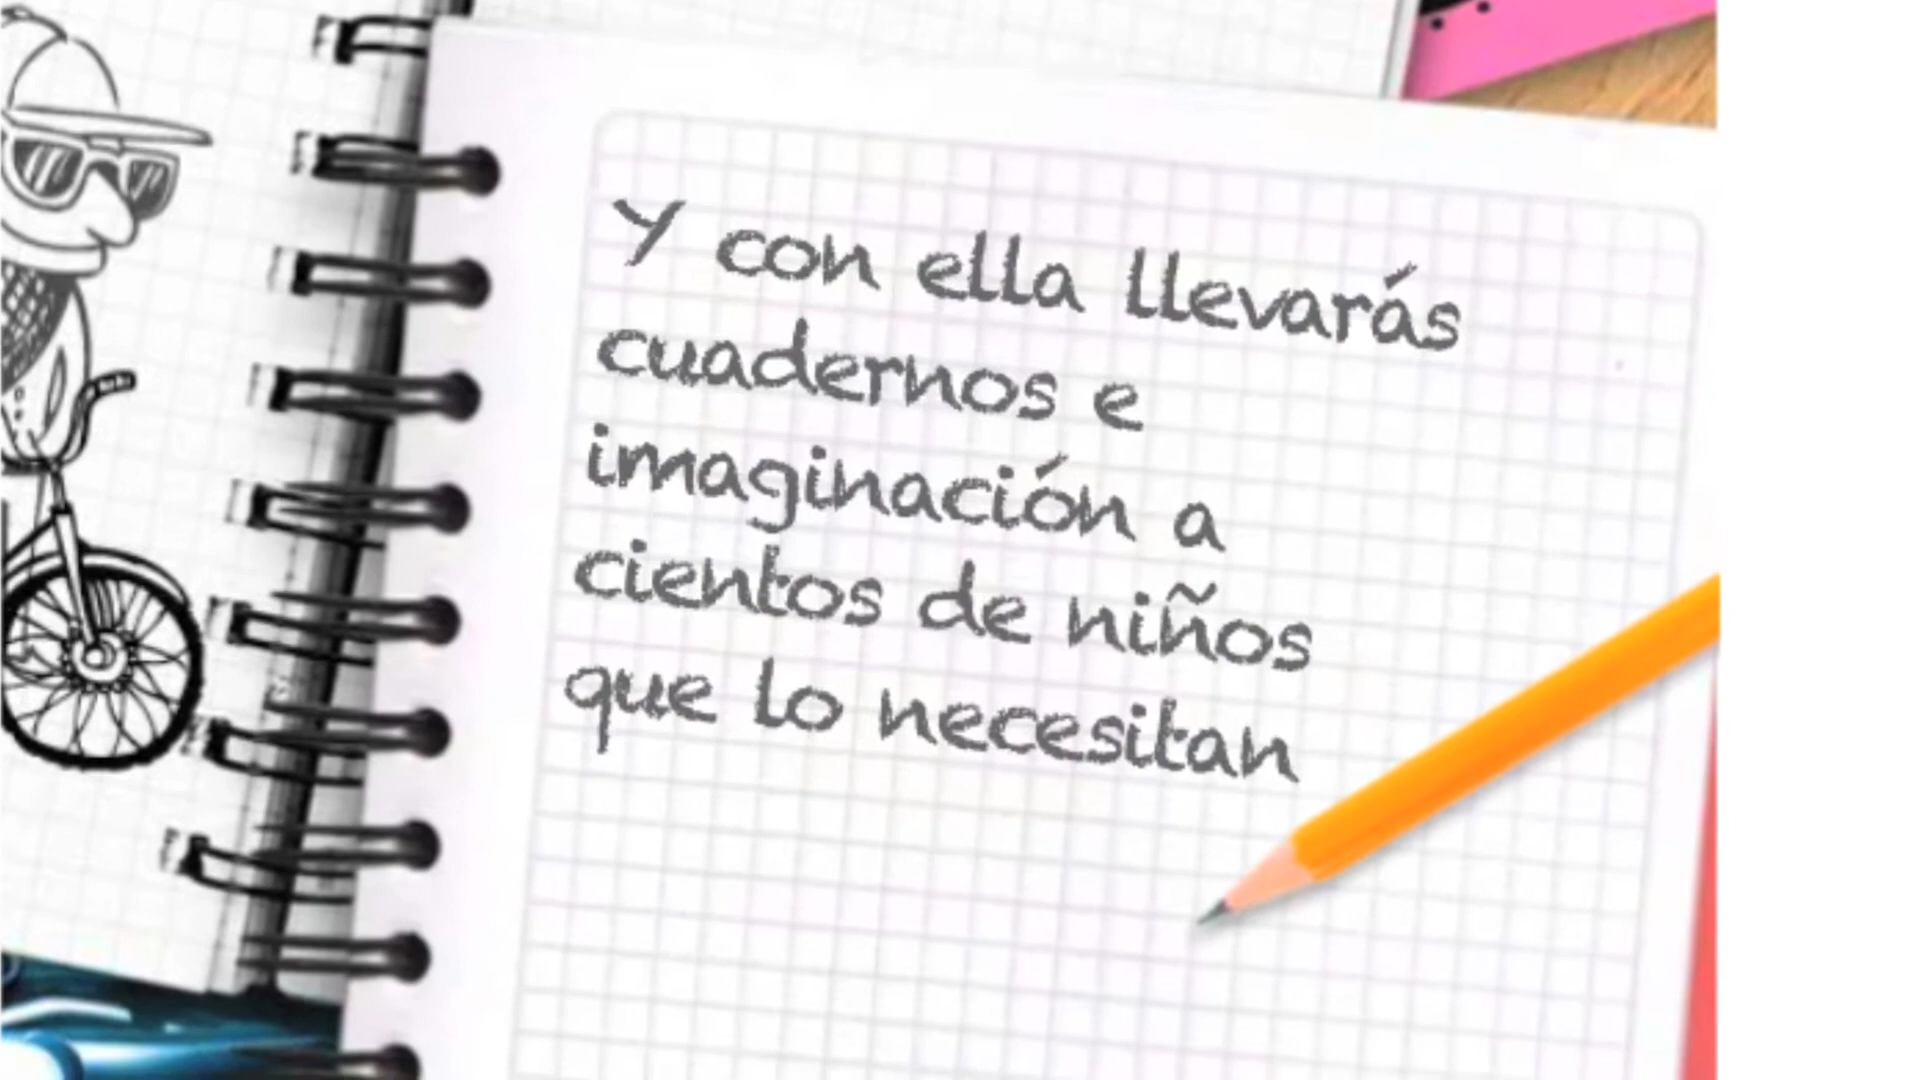 Y con ella llevarás
cuadernos e
imaginación a
cientos de niños
que lo necesitan